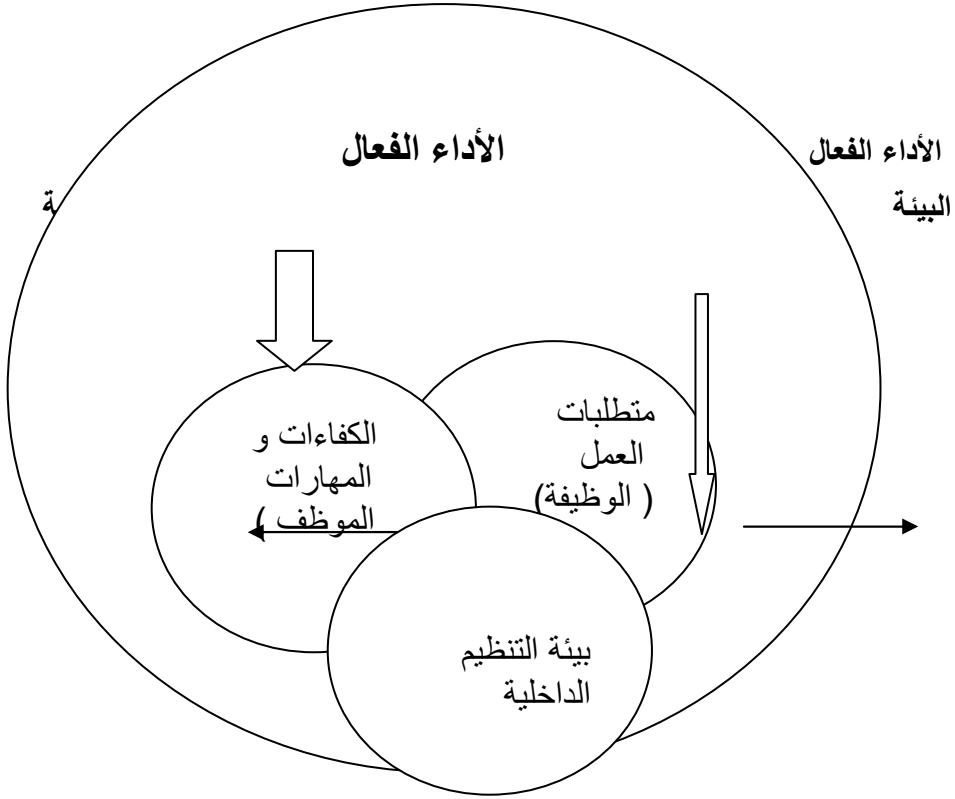 الأداء الفعال
الأداء الفعال
البيئة
ة
متطلبات
العمل
( الوظيفة)
الكفاءات و
المهارات
الموظف )
بيئة التنظيم
الداخلية